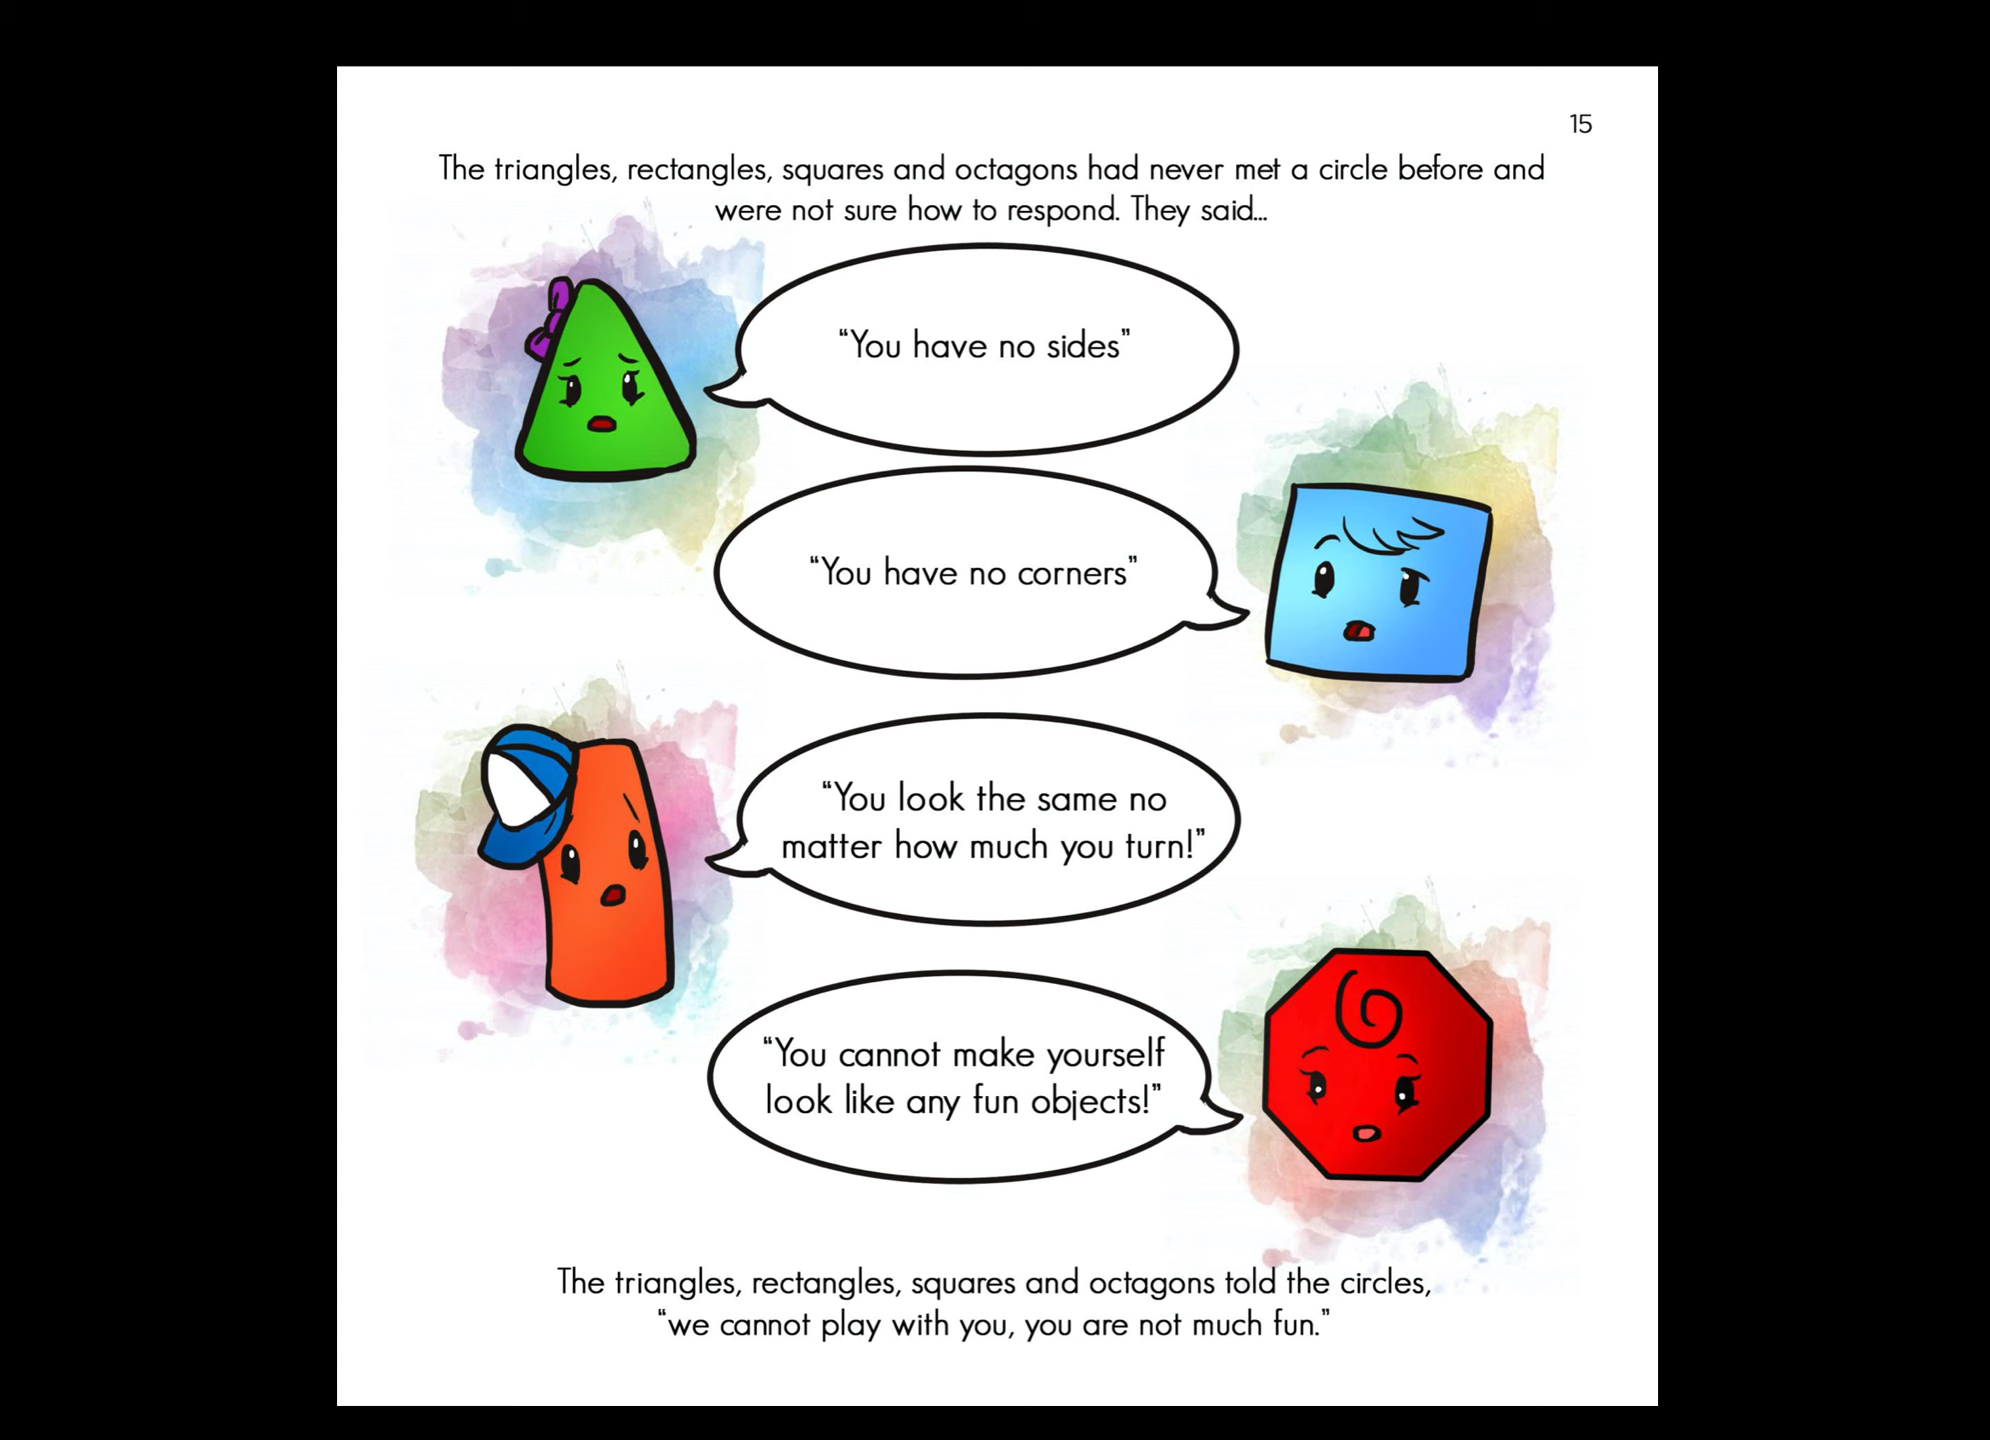 15
The triangles, rectangles, squares and octagons had never met a circle before and
were not sure how to respond. They said...
“You have no sides”
“You have no corners”
“You look the same no
matter how much you turn!”
“You cannot make yourself
look like any fun objects!”
The triangles, rectangles, squares and octagons told the circles,
“we cannot play with you, you are not much fun.”